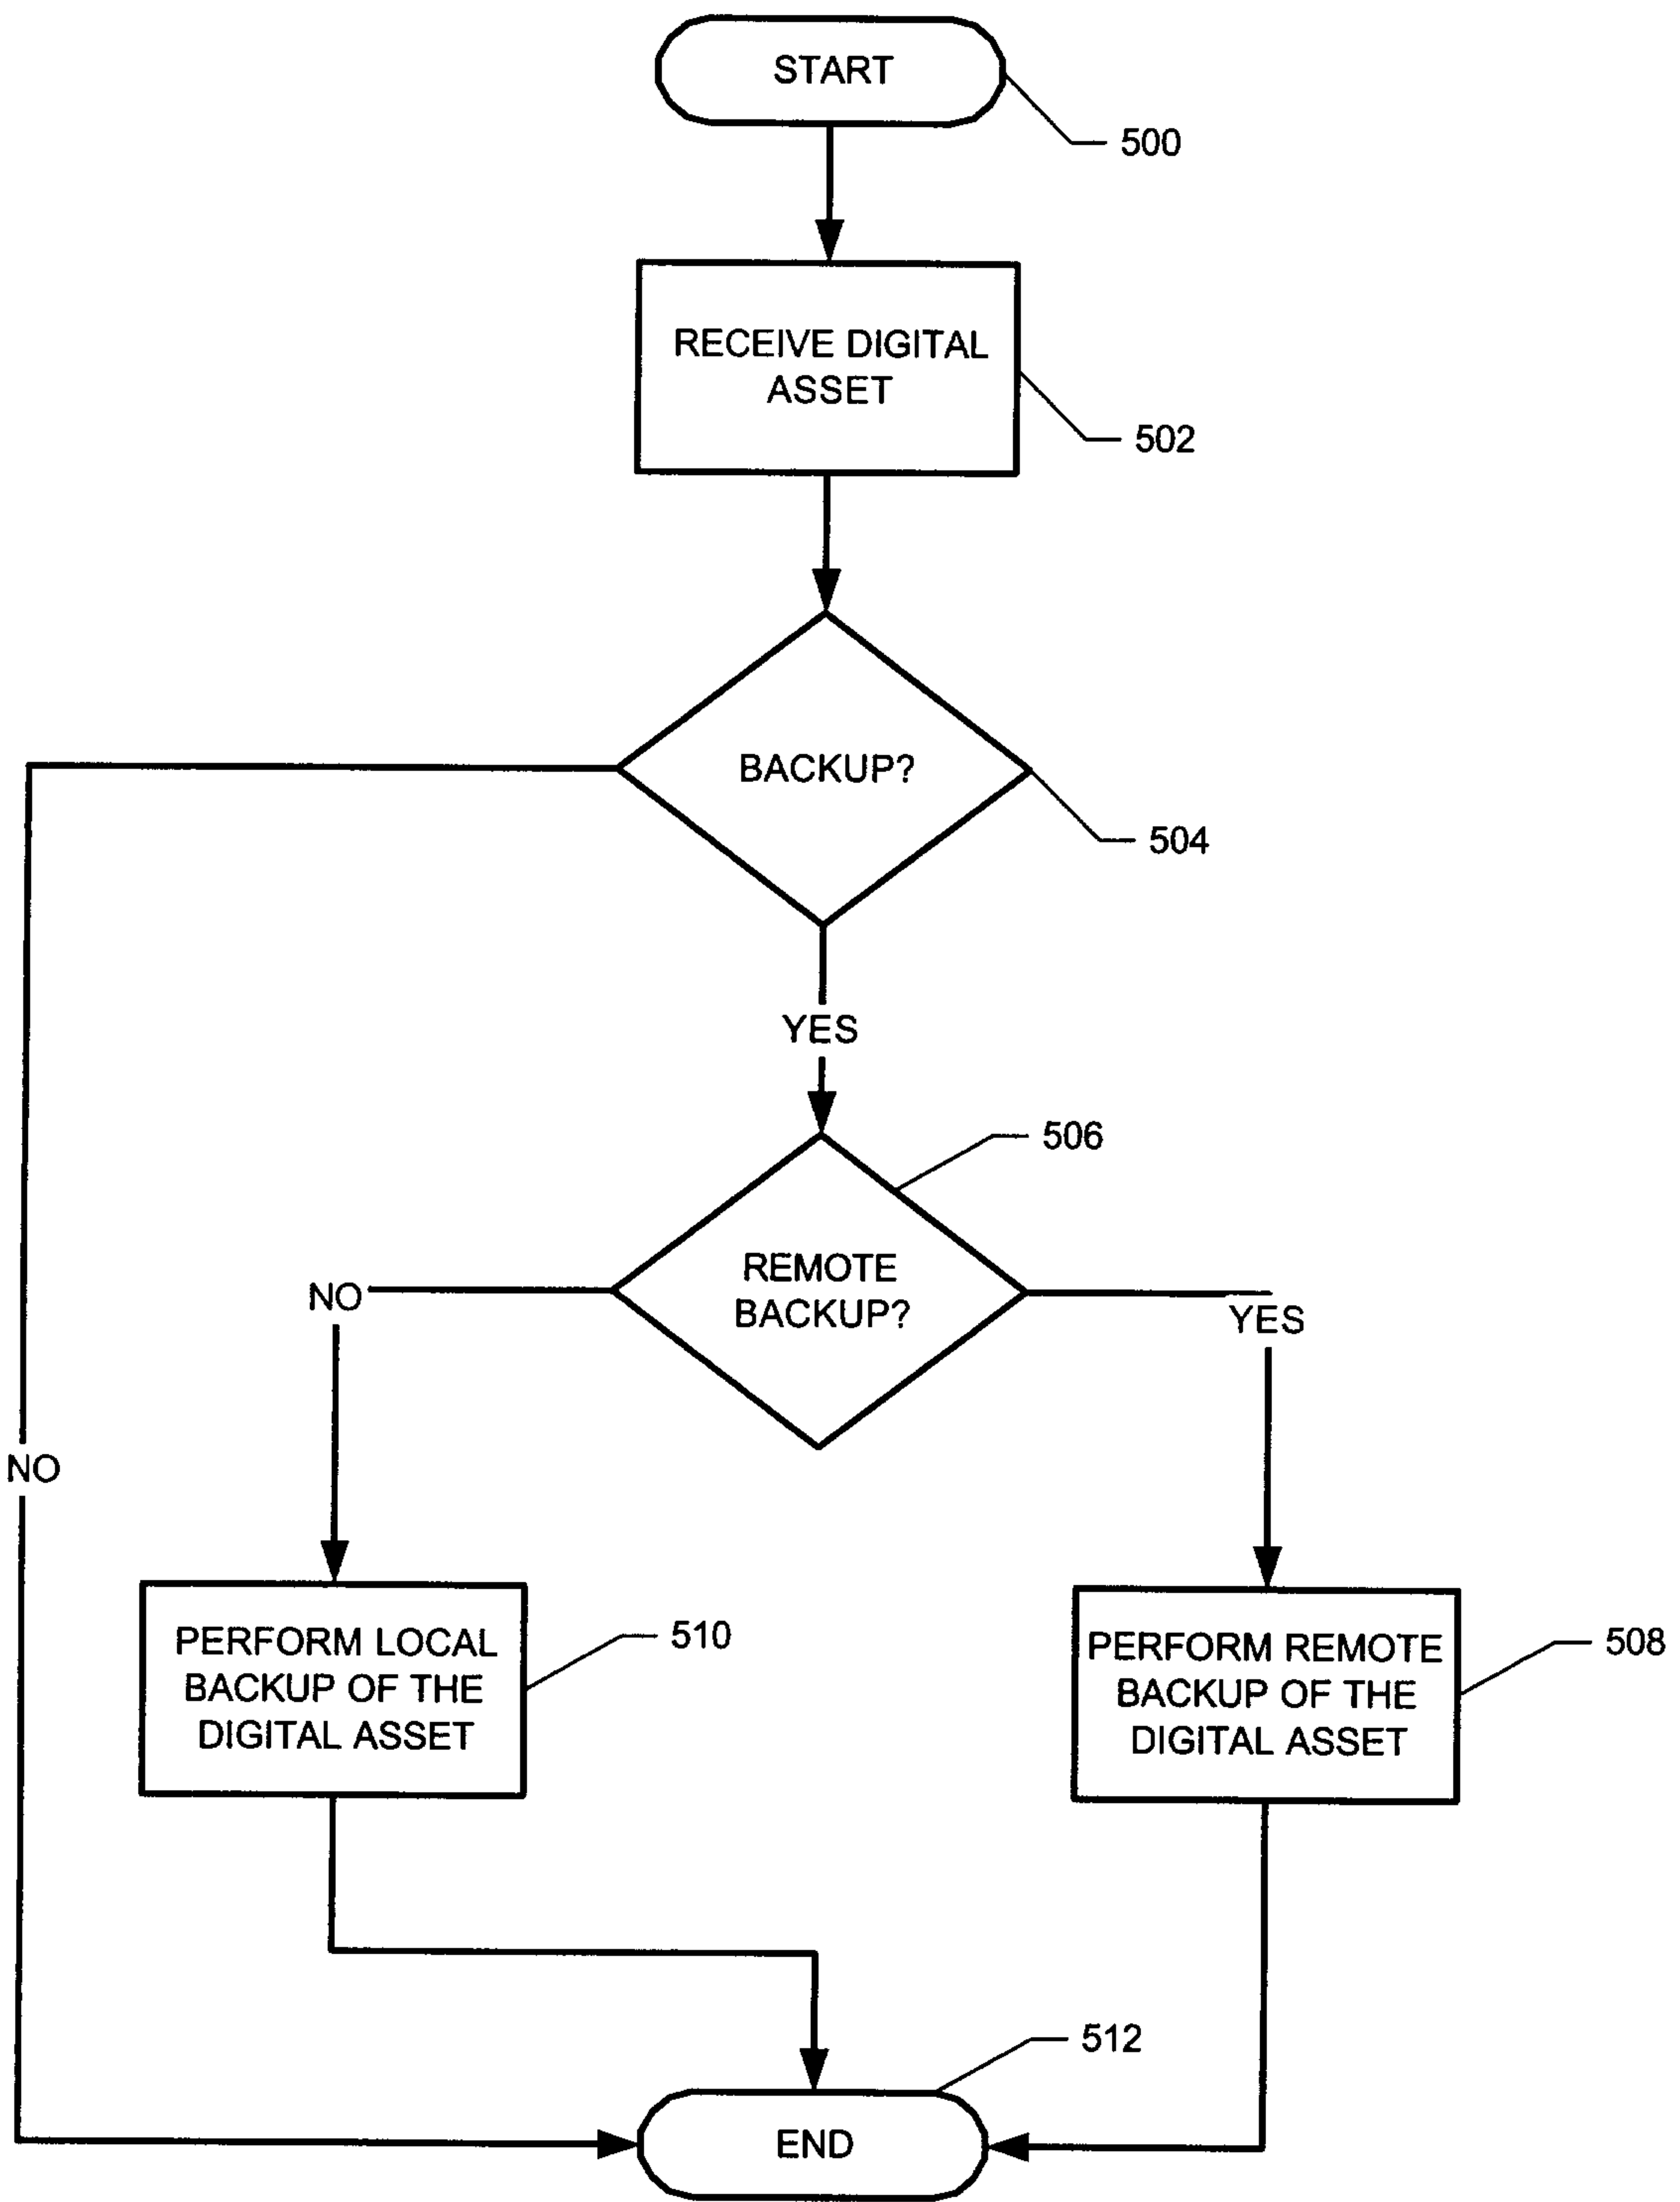 START
500
RECEIVE DIGITAL
ASSET
502
BACKUP?
504
YES
506
REMOTE
BACKUP?
NO
YES
NO
PERFORM LOCAL
BACKUP OF THE
DIGITAL ASSET
510
PERFORM REMOTE
BACKUP OF THE
DIGITAL ASSET
508
512
END